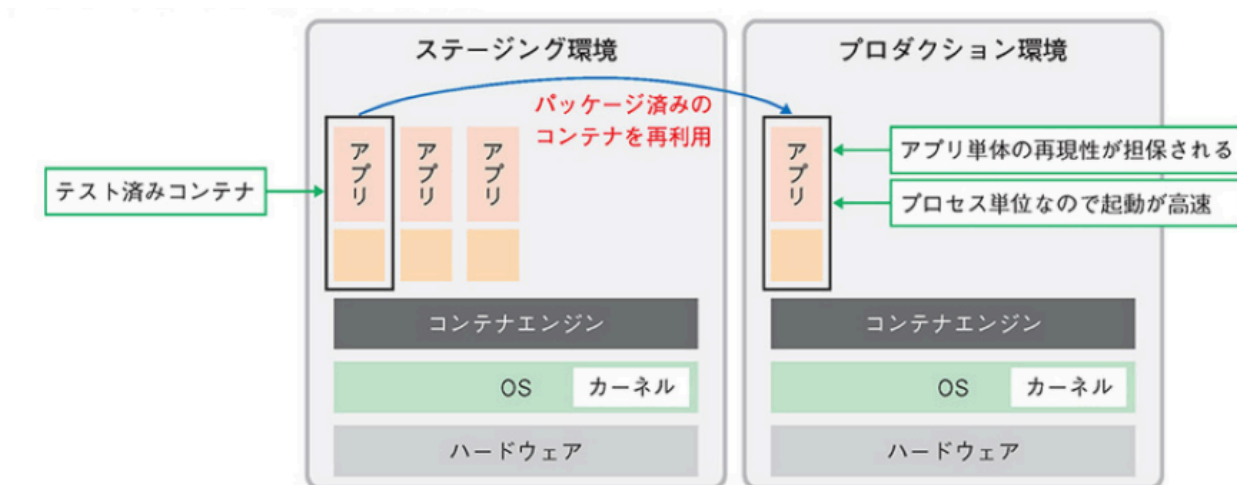 ステージング環境
プロダクション環境
パッケージ済みの
コンテナを再利用
テスト済みコンテナ
アプリ
アプリ
アプリ
アプリ
アプリ単体の再現性が担保される
プロセス単位なので起動が高速
コンテナエンジン
コンテナエンジン
OS
カーネル
OS
カーネル
ハードウェア
ハードウェア